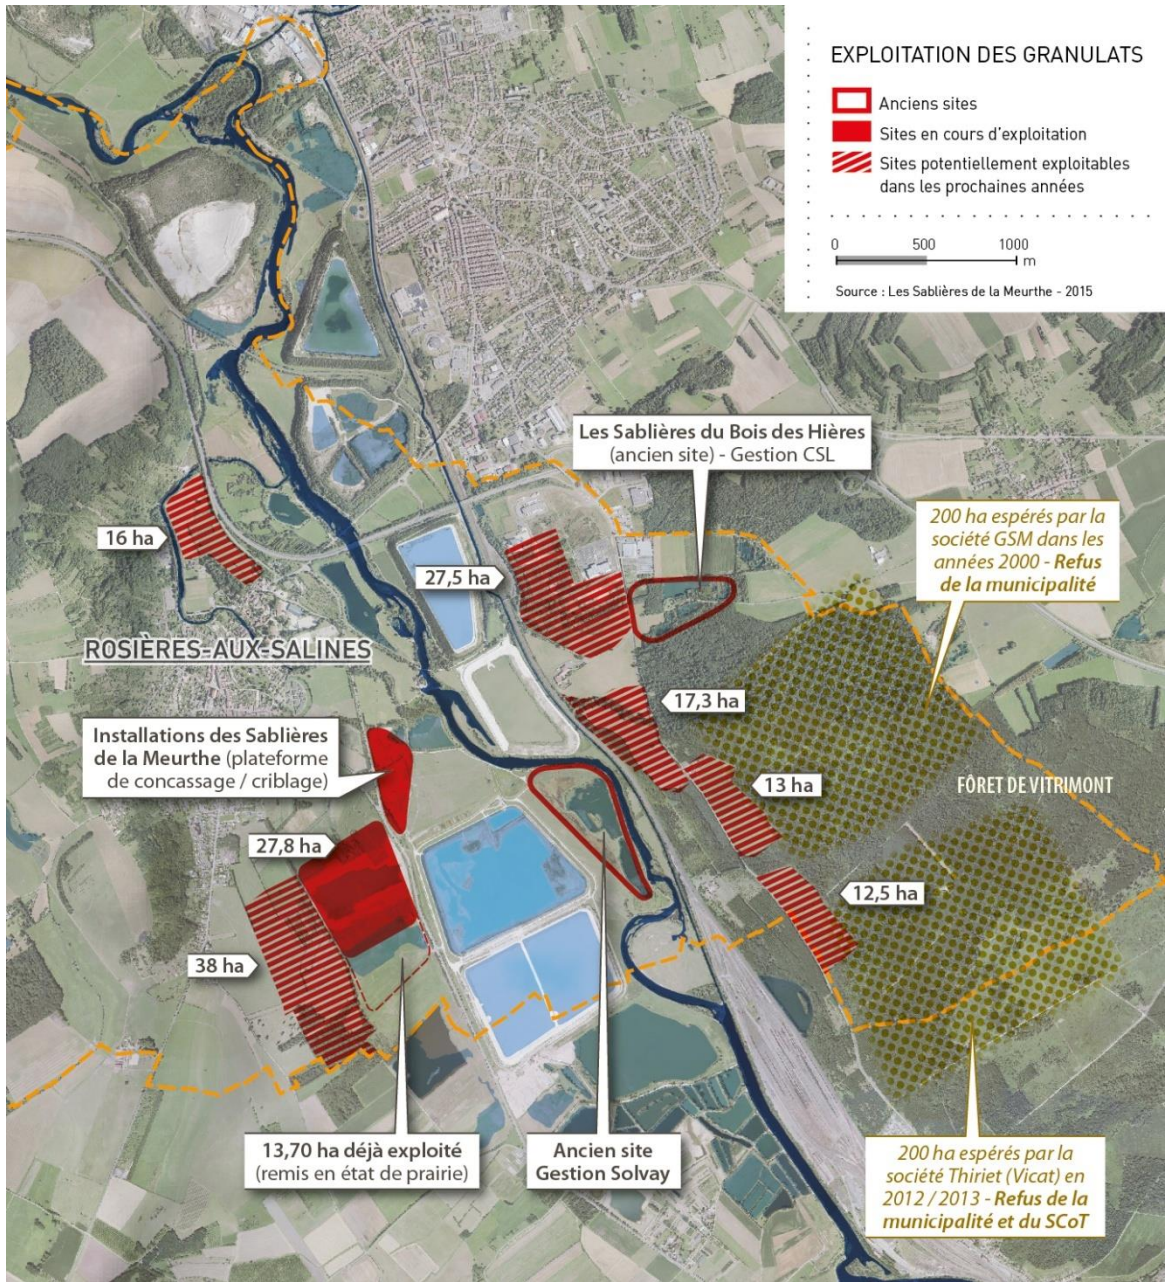 EXPLOITATION DES GRANULATS
Anciens sites
Sites en cours d'exploitation
Sites potentiellement exploitables
dans les prochaines années
0 500 1000
m
Source : Les Sablières de la Meurthe - 2015
Les Sablières du Bois des Hières
(ancien site) - Gestion CSL
200 ha espérés par la
société GSM dans les
années 2000 - Refus
de la municipalité
16 ha
27,5 ha
ROSIÈRES-AUX-SALINES
17,3 ha
Installations des Sablières
de la Meurthe (plateforme
de concassage / criblage)
13 ha
FÔRET DE VITRIMONT
27,8 ha
12,5 ha
38 ha
13,70 ha déjà exploité
(remis en état de prairie)
Ancien site
Gestion Solvay
200 ha espérés par la
société Thiriet (Vicat) en
2012 / 2013 - Refus de la
municipalité et du SCoT